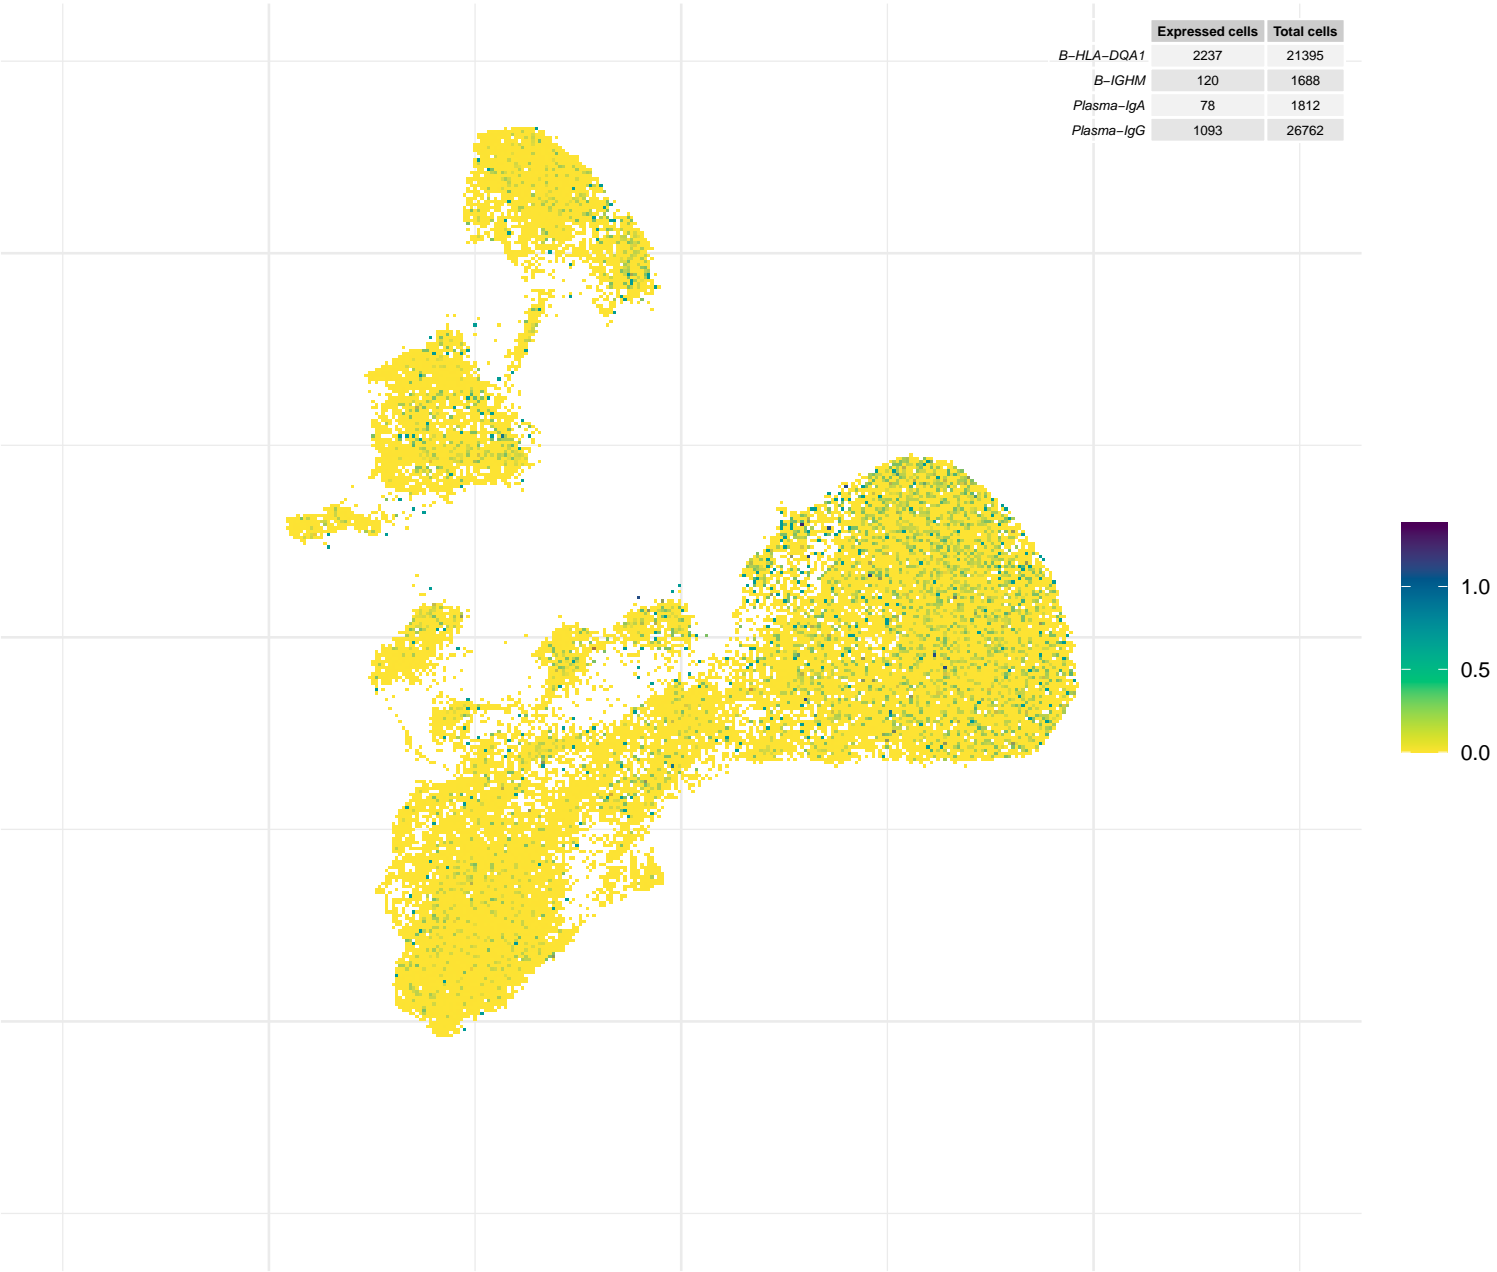 Expressed cells Total cells
B−HLA−DQA1 2237 21395
B−IGHM 120 1688
Plasma−IgA 78 1812
Plasma−IgG 1093 26762
1.0
0.5
0.0